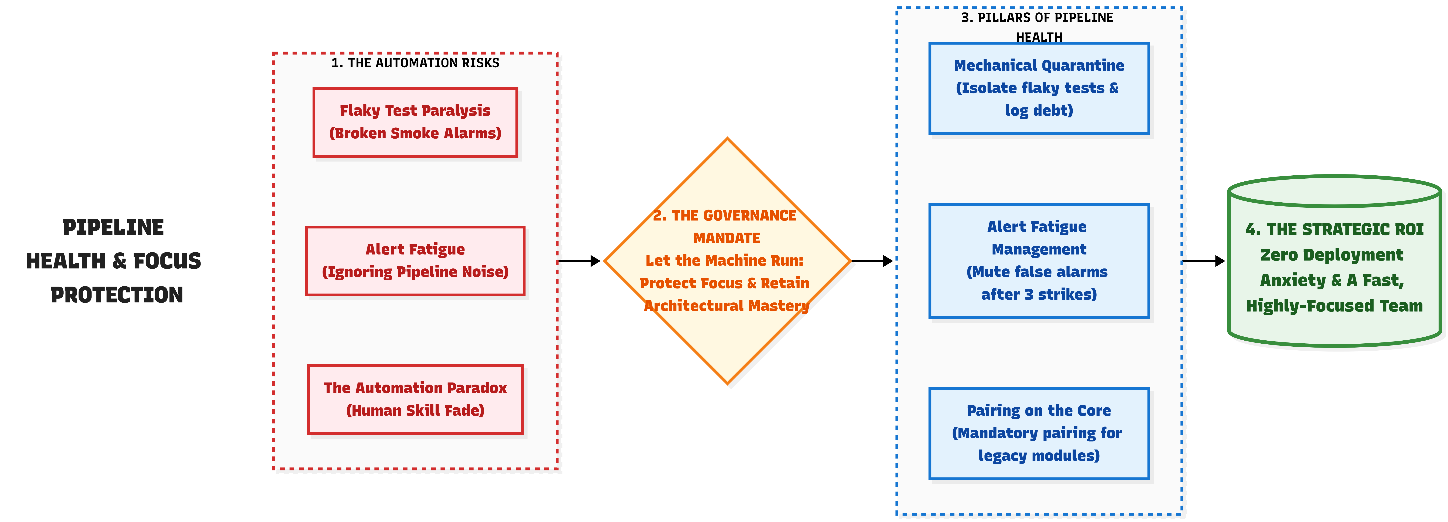 PIPELINE
HEALTH & FOCUS
PROTECTION
1. THE AUTOMATION RISKS
Flaky Test Paralysis
(Broken Smoke Alarms)
Alert Fatigue
(Ignoring Pipeline Noise)
The Automation Paradox
(Human Skill Fade)
2. THE GOVERNANCE
MANDATE
Let the Machine Run:
Protect Focus & Retain
Architectural Mastery
3. PILLARS OF PIPELINE
HEALTH
Mechanical Quarantine
(Isolate flaky tests &
log debt)
Alert Fatigue
Management
(Mute false alarms
after 3 strikes)
Pairing on the Core
(Mandatory pairing for
legacy modules)
4. THE STRATEGIC ROI
Zero Deployment
Anxiety & A Fast,
Highly-Focused Team